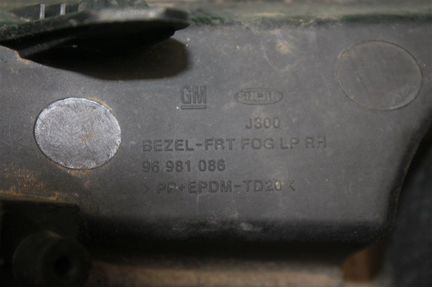 GM
J300
BEZEL-FRT FOG LP RH
96 981 086
>PP+EPDM-TD20<